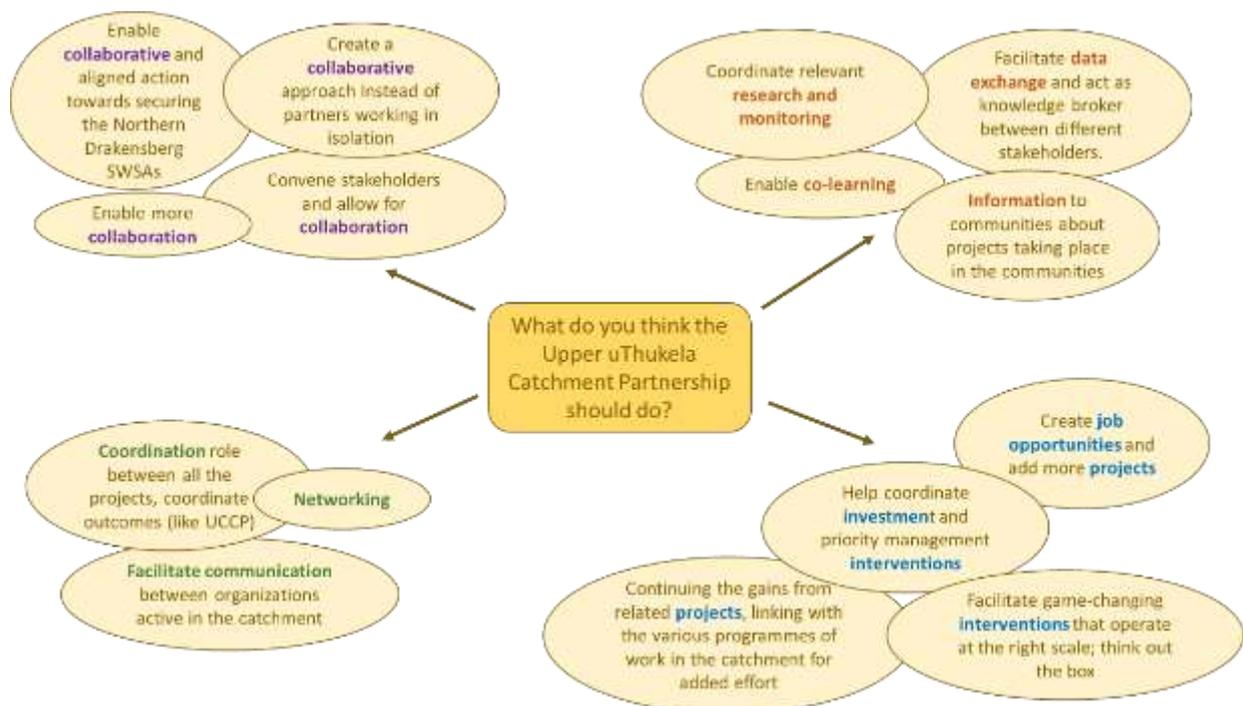 Enable
collaborative and
aligned action
towards securing
the Northern
Drakensberg
SWSAs
Create a
collaborative
approach instead of
partners working in
isolation
Convene stakeholders
and allow for
collaboration
Enable more
collaboration
Coordinate relevant
research and
monitoring
Facilitate data
exchange and act as
knowledge broker
between different
stakeholders.
Enable co-learning
Information to
communities about
projects taking place
in the communities
What do you think the
Upper uThukela
Catchment Partnership
should do?
Coordination role
between all the
projects, coordinate
outcomes (like UCCP)
Networking
Facilitate communication
between organizations
active in the catchment
Create job
opportunities and
add more projects
Help coordinate
investment and
priority management
interventions
Continuing the gains from
related projects, linking with
the various programmes of
work in the catchment for
added effort
Facilitate game-changing
interventions that operate
at the right scale; think out
the box